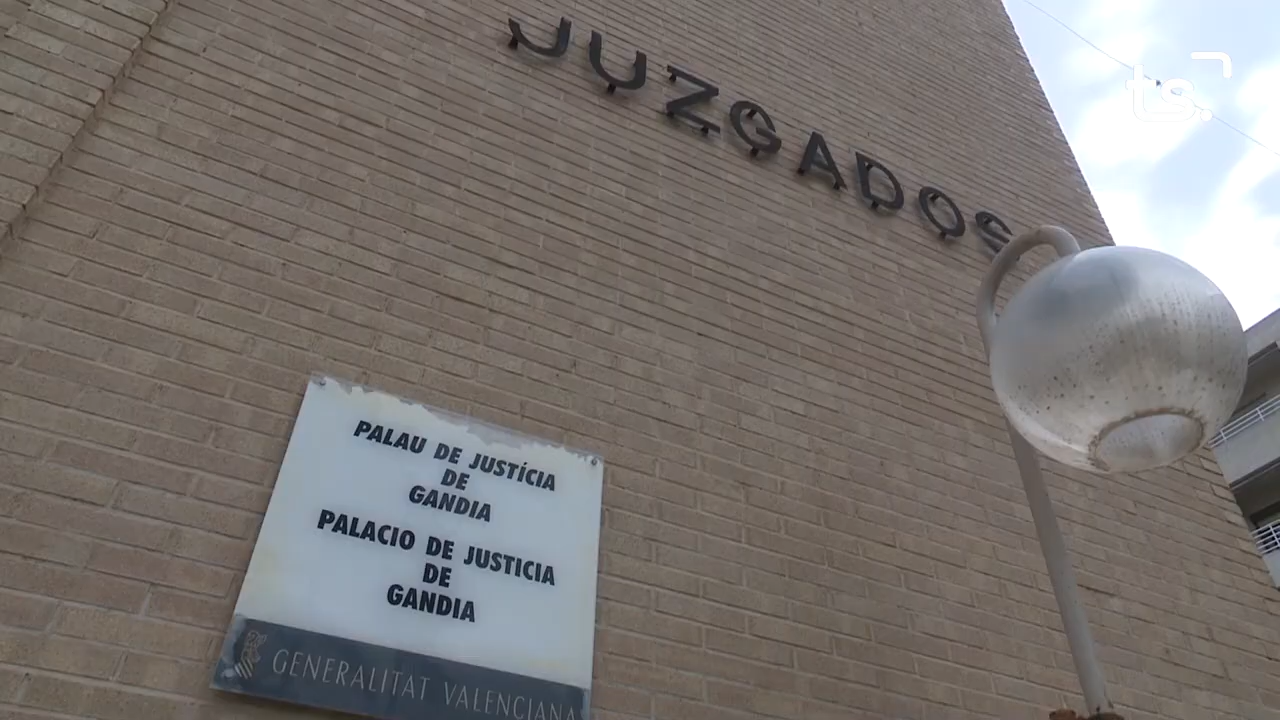 JUZGADOS
ts.
PALAU DE JUSTÍCIA
DE
GANDIA
PALACIO DE JUSTICIA
DE
GANDIA
GENERALITAT VALENCIANA